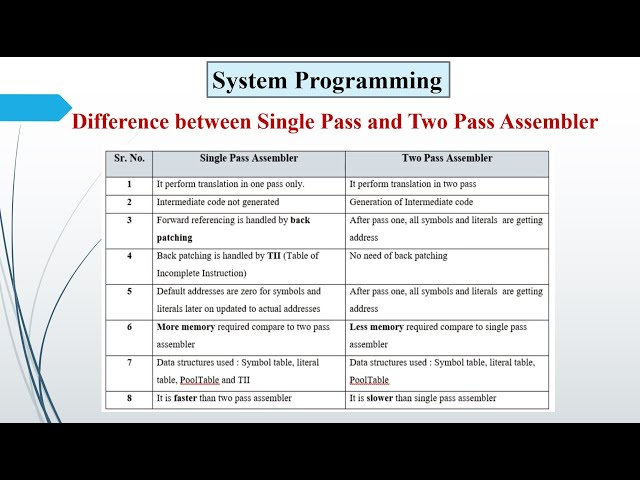 System Programming
Difference between Single Pass and Two Pass Assembler
Sr. No. Single Pass Assembler Two Pass Assembler
1 It perform translation in one pass only. It perform translation in two pass
2 Intermediate code not generated Generation of Intermediate code
3 Forward referencing is handled by back After pass one, all symbols and literals are getting
patching address
4 Back patching is handled by TII (Table of No need of back patching
Incomplete Instruction)
5 Default addresses are zero for symbols and After pass one, all symbols and literals are getting
literals later on updated to actual addresses address
6 More memory required compare to two pass Less memory required compare to single pass
assembler assembler
7 Data structures used : Symbol table, literal Data structures used : Symbol table, literal table,
table, PoolTable and TII PoolTable
8 It is faster than two pass assembler It is slower than single pass assembler